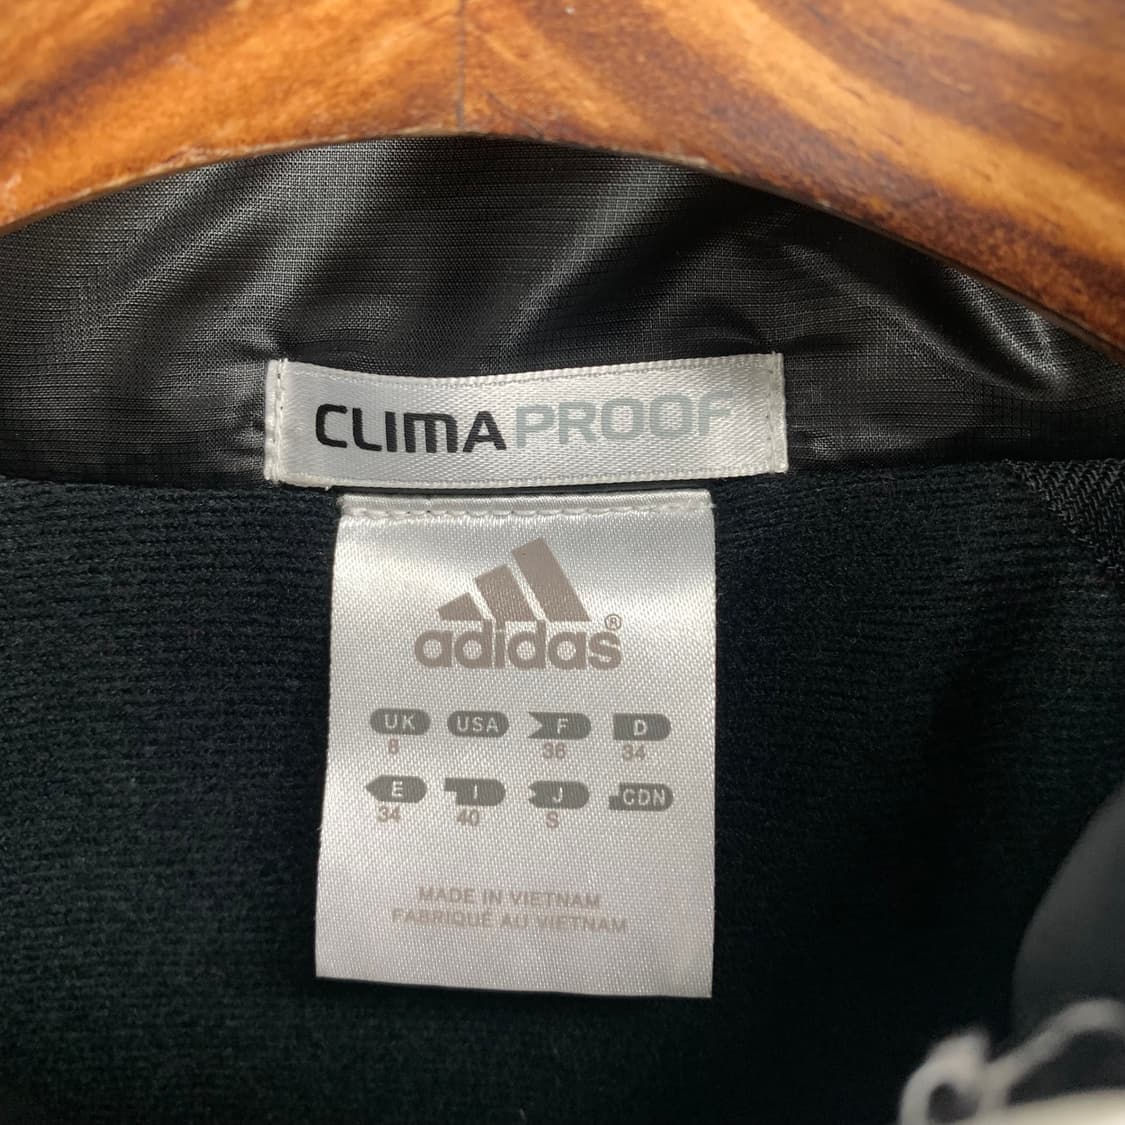 CLIMAPROOF
adidas®
UK USA F D
8 36 34
E I J CDN
34 40 S
MADE IN VIETNAM
FABRIQUÉ AU VIETNAM